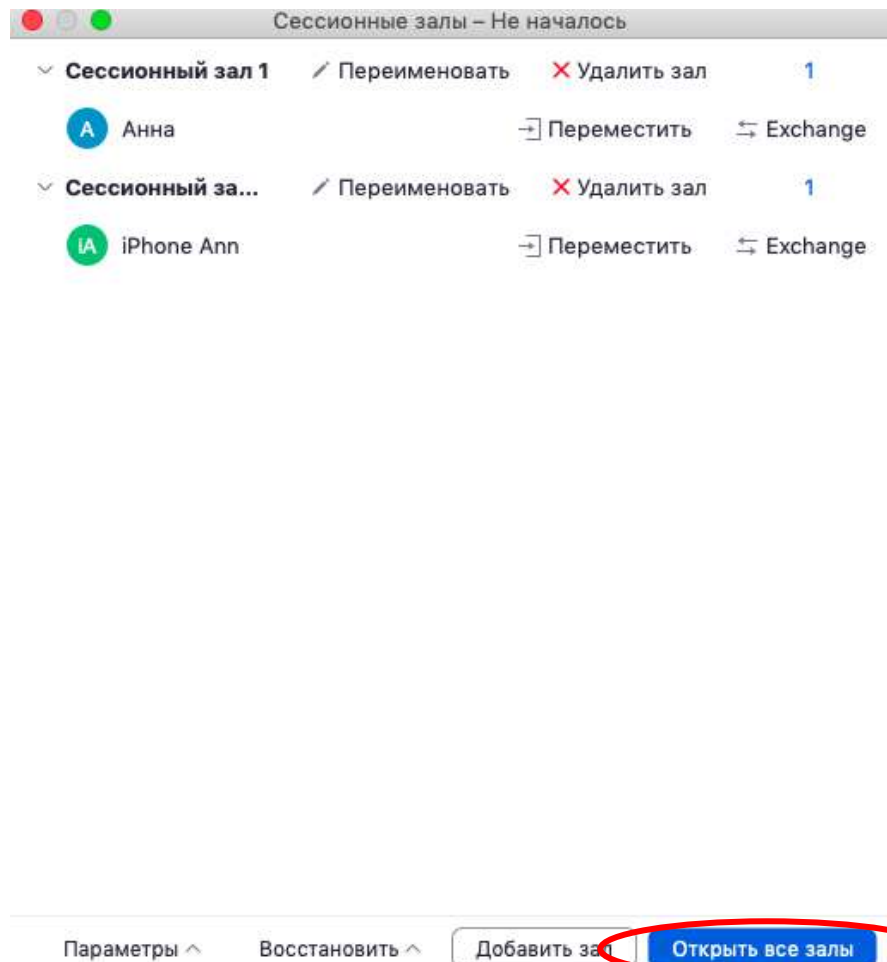 Сессионные залы – Не началось
Сессионный зал 1 Переименовать Удалить зал 1
А Анна Переместить Exchange
Сессионный за... Переименовать Удалить зал 1
iA iPhone Ann Переместить Exchange
Параметры Восстановить Добавить зал Открыть все залы